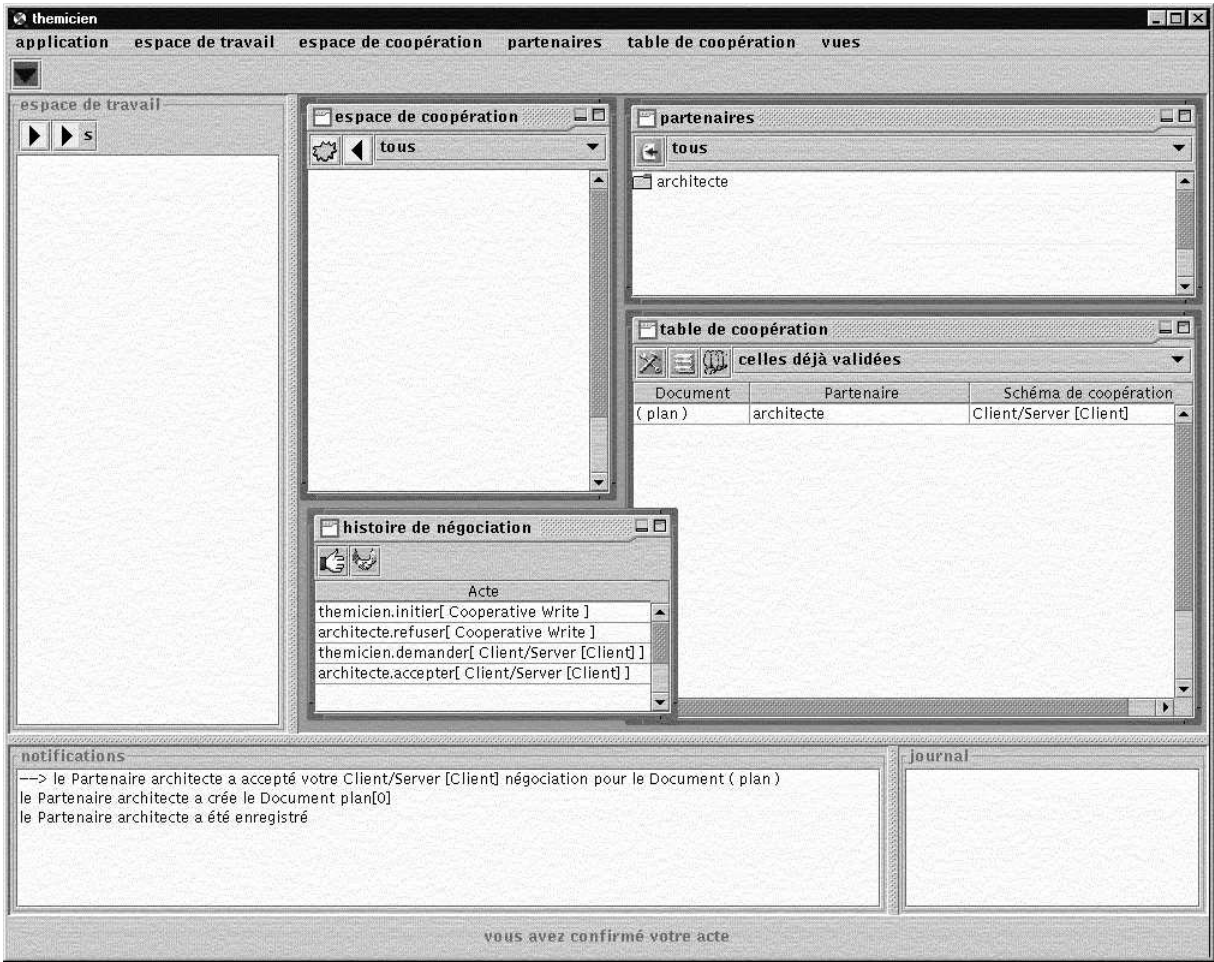 themicien
application espace de travail espace de coopération partenaires table de coopération vues
espace de travail
s
espace de coopération
tous
partenaires
tous
architecte
table de coopération
celles déjà validées
Document Partenaire Schéma de coopération
( plan ) architecte Client/Server [Client]
histoire de négociation
Acte
themicien.initier[ Cooperative Write ]
architecte.refuser[ Cooperative Write ]
themicien.demander[ Client/Server [Client] ]
architecte.accepter[ Client/Server [Client] ]
notifications
––> le Partenaire architecte a accepté votre Client/Server [Client] négociation pour le Document ( plan )
le Partenaire architecte a crée le Document plan[0]
le Partenaire architecte a été enregistré
journal
vous avez confirmé votre acte